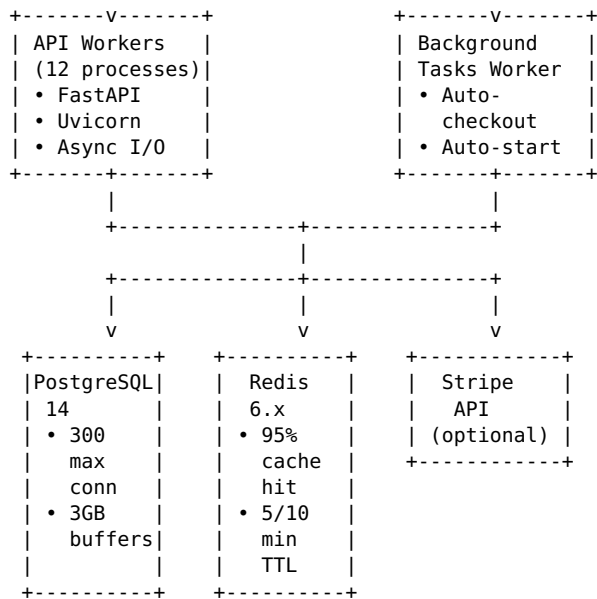 API Workers
(12 processes)
• FastAPI
• Uvicorn
• Async I/O
Background
Tasks Worker
• Auto-
checkout
• Auto-start
PostgreSQL
14
• 300
max
conn
• 3GB
buffers
Redis
6.x
• 95%
cache
hit
• 5/10
min
TTL
Stripe
API
(optional)